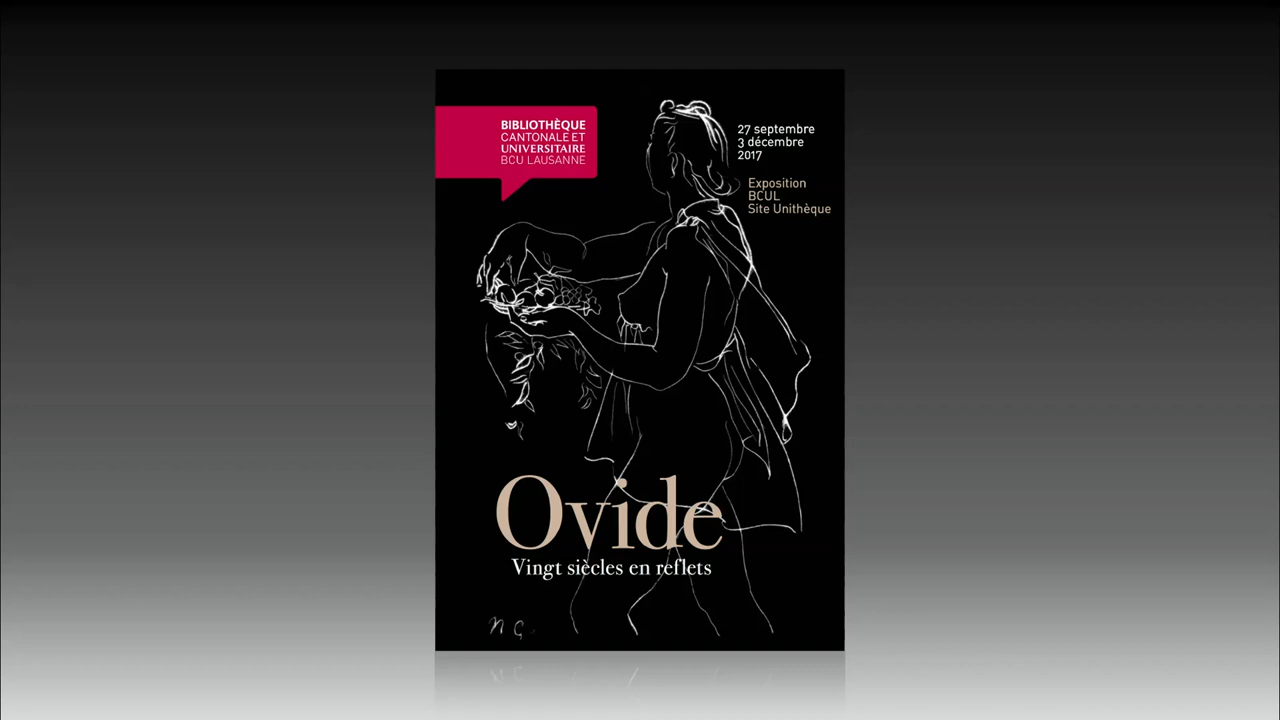 BIBLIOTHÈQUE
CANTONALE ET
UNIVERSITAIRE
BCU LAUSANNE
27 septembre
3 décembre
2017
Exposition
BCUL
Site Unithèque
Ovide
Vingt siècles en reflets
N G